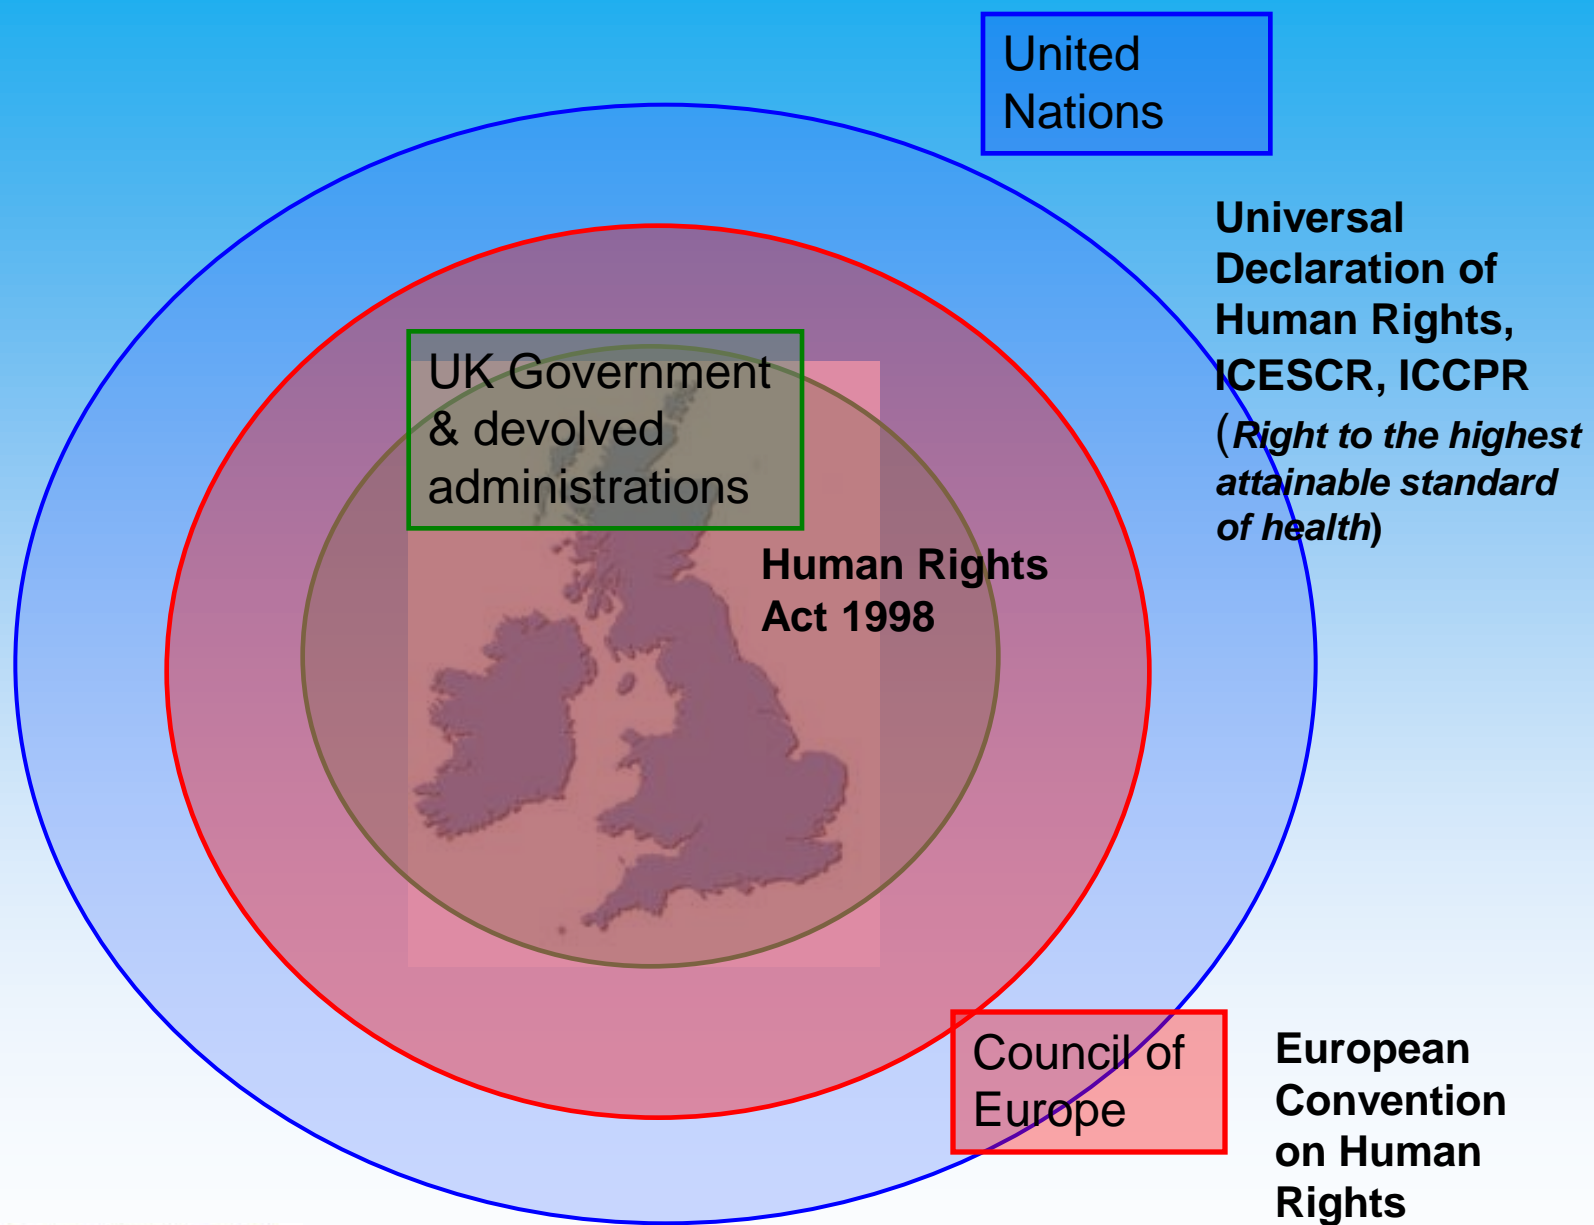 United
Nations
Universal
Declaration of
Human Rights,
ICESCR, ICCPR
(Right to the highest
attainable standard
of health)
UK Government
& devolved
administrations
Human Rights
Act 1998
Council of
Europe
European
Convention
on Human
Rights